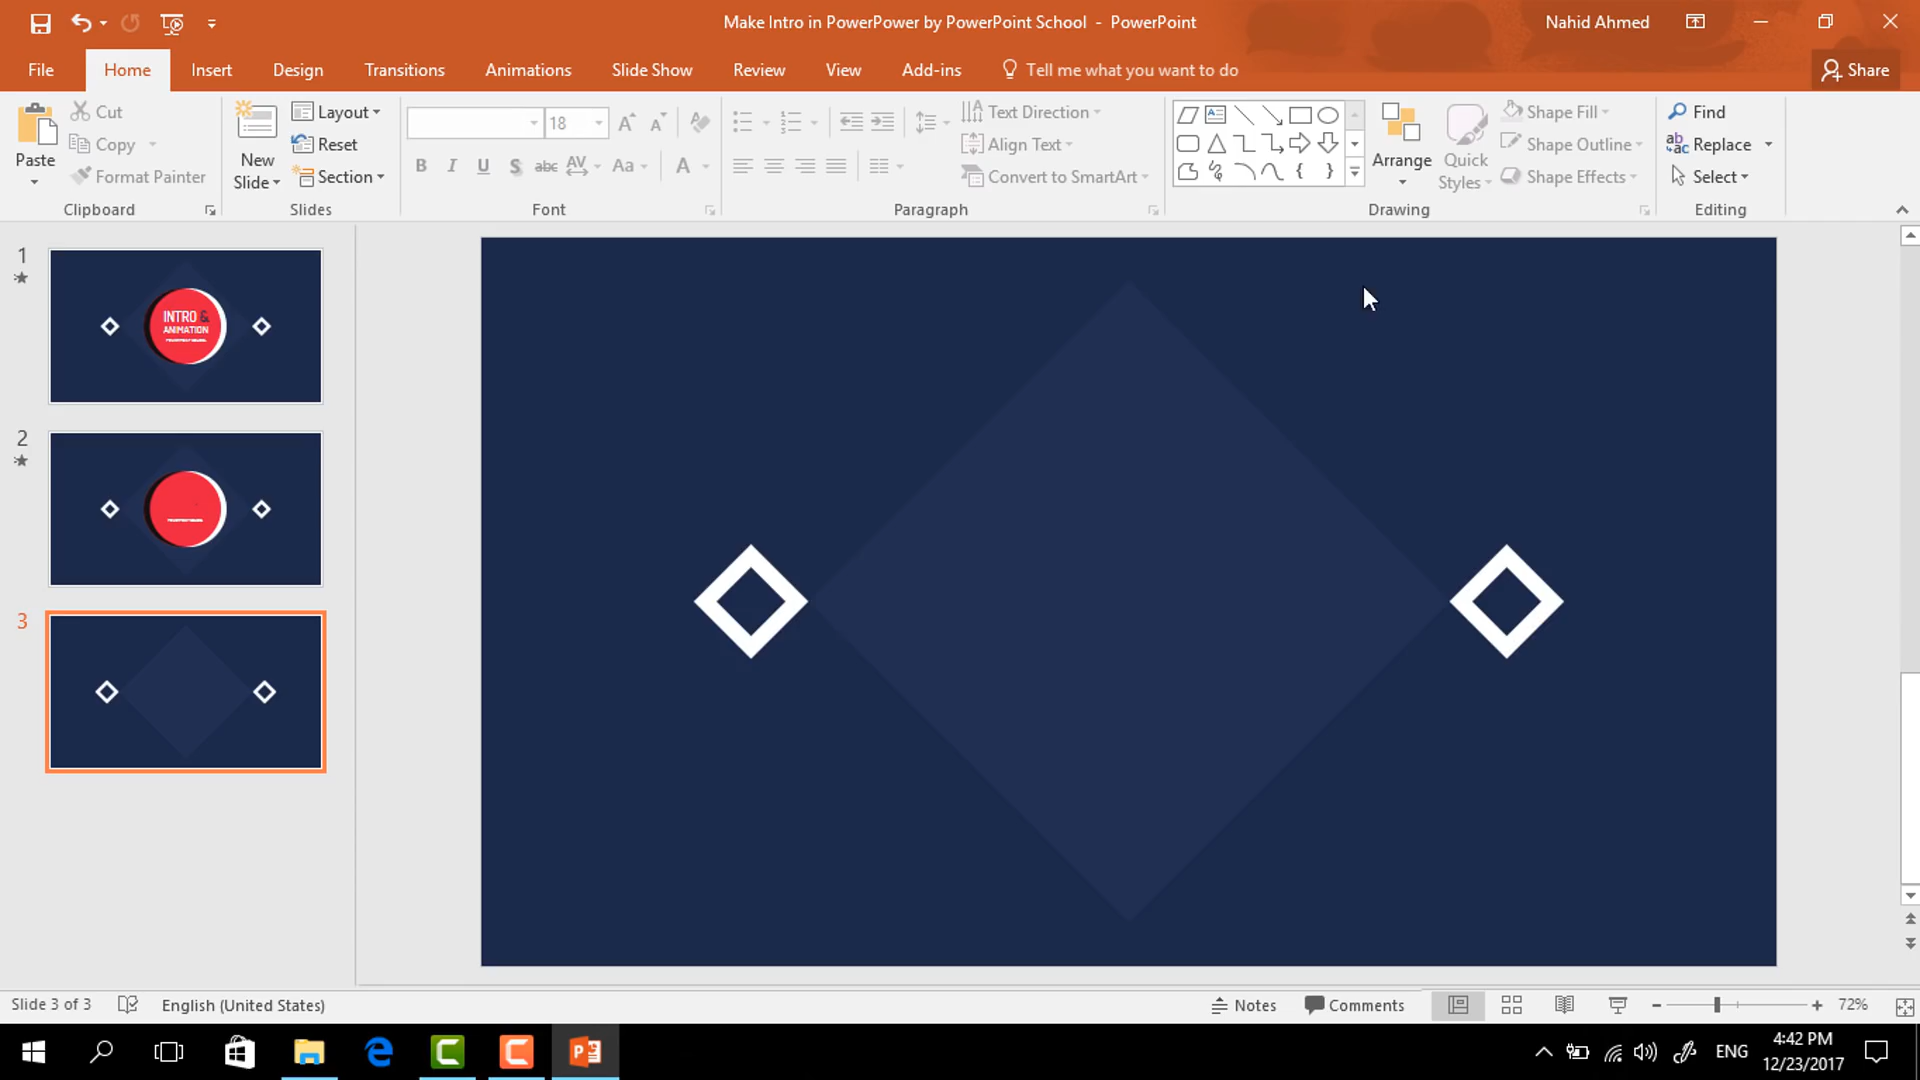 Make Intro in PowerPower by PowerPoint School - PowerPoint
Nahid Ahmed
File Home Insert Design Transitions Animations Slide Show Review View Add-ins Tell me what you want to do Share
Paste
Cut
Copy
Format Painter
Clipboard
New Slide
Layout
Reset
Section
Slides
18
B I U S abc AV Aa A
Font
Text Direction
Align Text
Convert to SmartArt
Paragraph
Arrange
Quick Styles
Shape Fill
Shape Outline
Shape Effects
Drawing
Find
Replace
Select
Editing
1
INTRO &
ANIMATION
2
3
Slide 3 of 3
English (United States)
Notes
Comments
72%
ENG
4:42 PM
12/23/2017